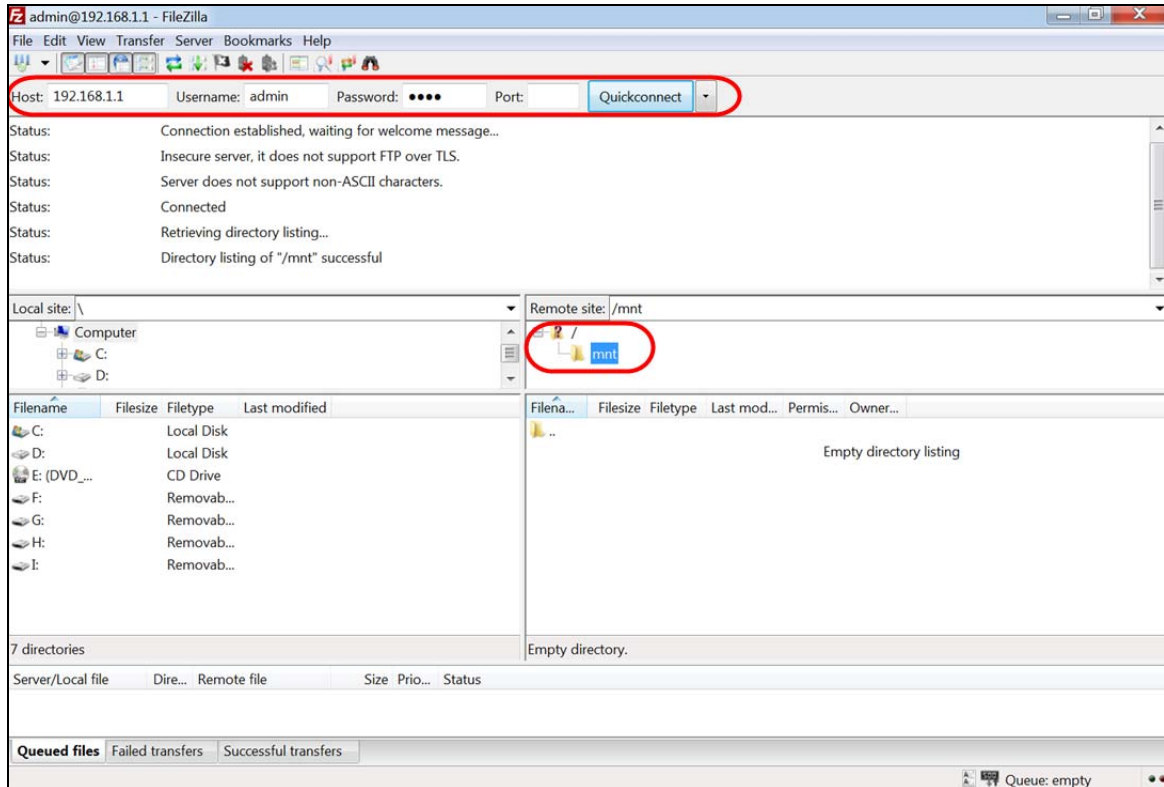 admin@192.168.1.1 - FileZilla
File Edit View Transfer Server Bookmarks Help
Host: 192.168.1.1 Username: admin Password: ●●●● Port: Quickconnect
Status: Connection established, waiting for welcome message...
Status: Insecure server, it does not support FTP over TLS.
Status: Server does not support non-ASCII characters.
Status: Connected
Status: Retrieving directory listing...
Status: Directory listing of "/mnt" successful
Local site: \
Computer
C:
D:
Remote site: /mnt
/
mnt
Filename Filesize Filetype Last modified
C: Local Disk
D: Local Disk
E: (DVD_... CD Drive
F: Removab...
G: Removab...
H: Removab...
I: Removab...
7 directories
Filena... Filesize Filetype Last mod... Permis... Owner...
..
Empty directory listing
Empty directory.
Server/Local file Dire... Remote file Size Prio... Status
Queued files Failed transfers Successful transfers
Queue: empty